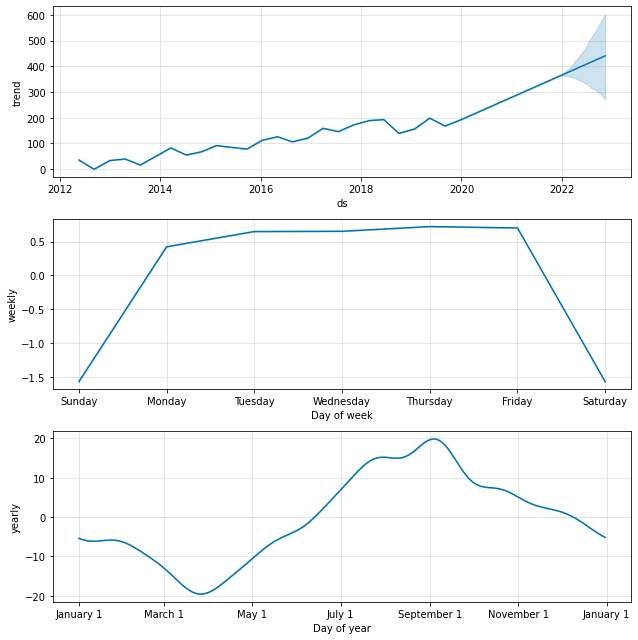 600
500
400
300
200
100
0
trend
2012 2014 2016 2018 2020 2022
ds
0.5
0.0
−0.5
−1.0
−1.5
weekly
Sunday Monday Tuesday Wednesday Thursday Friday Saturday
Day of week
20
10
0
−10
−20
yearly
January 1 March 1 May 1 July 1 September 1 November 1 January 1
Day of year